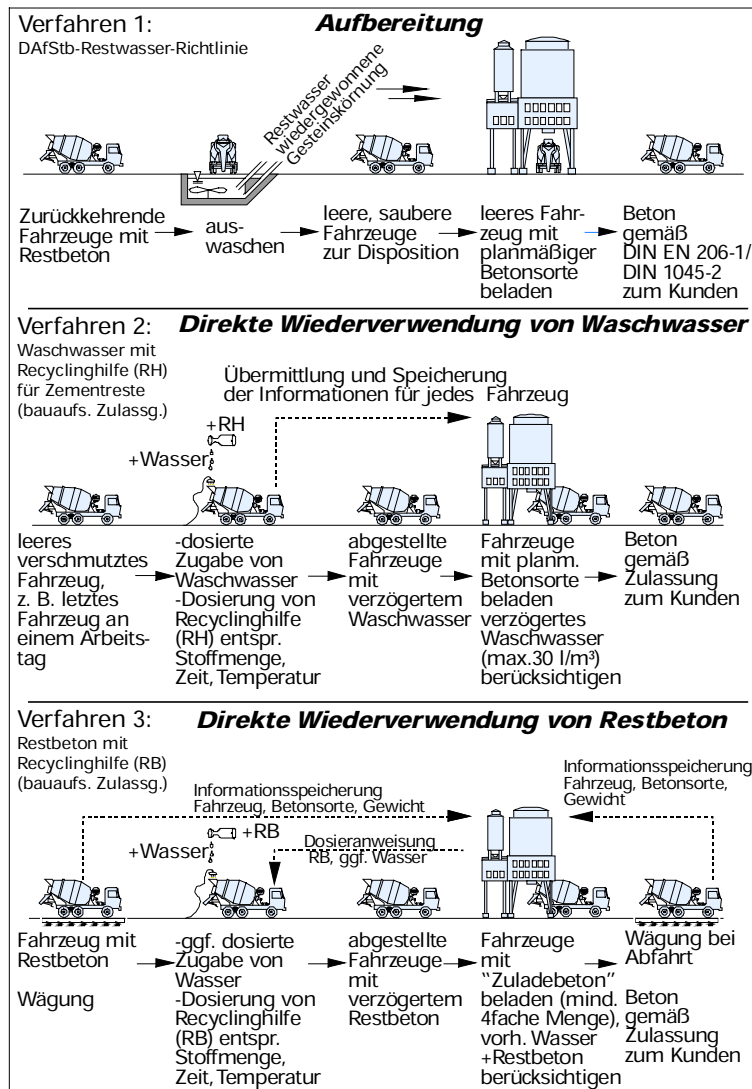 Verfahren 1:
Aufbereitung
DAfStb-Restwasser-Richtlinie
Restwasser
wiedergewonnene
Gesteinskörnung
Zurückkehrende
Fahrzeuge mit
Restbeton
aus-
waschen
leere, saubere
Fahrzeuge
zur Disposition
leeres Fahr-
zeug mit
planmäßiger
Betonsorte
beladen
Beton
gemäß
DIN EN 206-1/
DIN 1045-2
zum Kunden
Verfahren 2:
Direkte Wiederverwendung von Waschwasser
Waschwasser mit
Recyclinghilfe (RH)
für Zementreste
(bauaufs. Zulassg.)
Übermittlung und Speicherung
der Informationen für jedes Fahrzeug
+RH
+Wasser
leeres
verschmutztes
Fahrzeug,
z. B. letztes
Fahrzeug an
einem Arbeits-
tag
-dosierte
Zugabe von
Waschwasser
-Dosierung von
Recyclinghilfe
(RH) entspr.
Stoffmenge,
Zeit, Temperatur
abgestellte
Fahrzeuge
mit
verzögertem
Waschwasser
Fahrzeuge
mit planm.
Betonsorte
beladen
verzögertes
Waschwasser
(max.30 l/m³)
berücksichtigen
Beton
gemäß
Zulassung
zum Kunden
Verfahren 3:
Direkte Wiederverwendung von Restbeton
Restbeton mit
Recyclinghilfe (RB)
(bauaufs. Zulassg.)
Informationsspeicherung
Fahrzeug, Betonsorte, Gewicht
Informationsspeicherung
Fahrzeug, Betonsorte,
Gewicht
+RB
+Wasser
Dosieranweisung
RB, ggf. Wasser
Fahrzeug mit
Restbeton
Wägung
-ggf. dosierte
Zugabe von
Wasser
-Dosierung von
Recyclinghilfe
(RB) entspr.
Stoffmenge,
Zeit, Temperatur
abgestellte
Fahrzeuge
mit
verzögertem
Restbeton
Fahrzeuge
mit
"Zuladebeton"
beladen (mind.
4fache Menge),
vorh. Wasser
+Restbeton
berücksichtigen
Wägung bei
Abfahrt
Beton
gemäß
Zulassung
zum Kunden